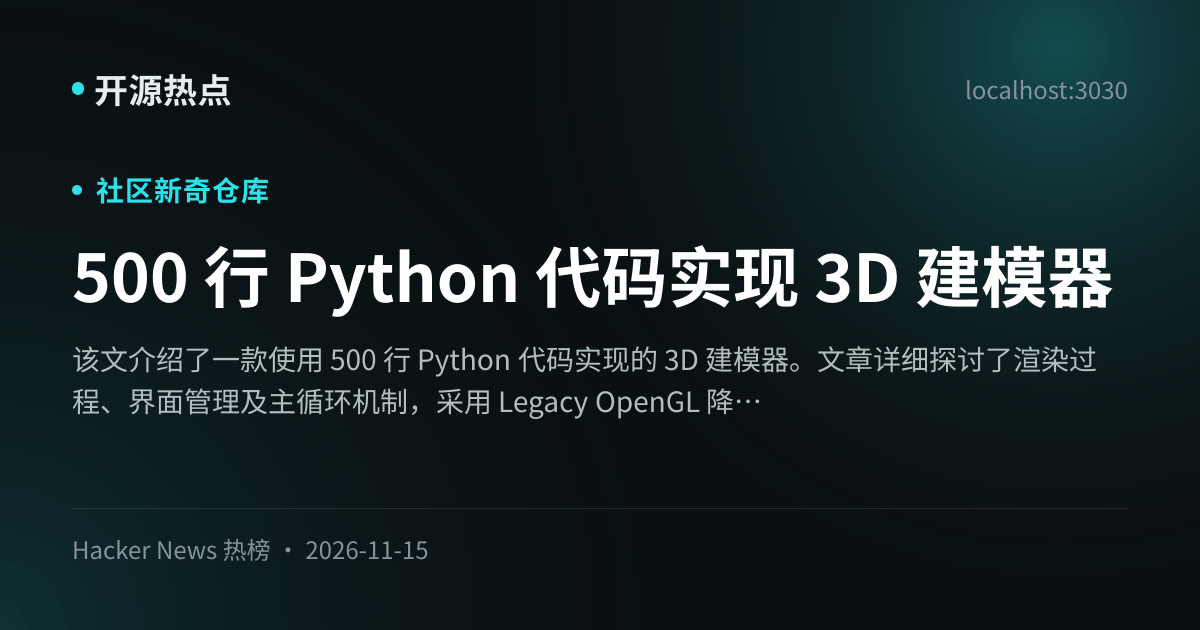 开源热点
localhost:3030
社区新奇仓库
500 行 Python 代码实现 3D 建模器
该文介绍了一款使用 500 行 Python 代码实现的 3D 建模器。文章详细探讨了渲染过
程、界面管理及主循环机制，采用 Legacy OpenGL 降…
Hacker News 热榜 · 2026-11-15